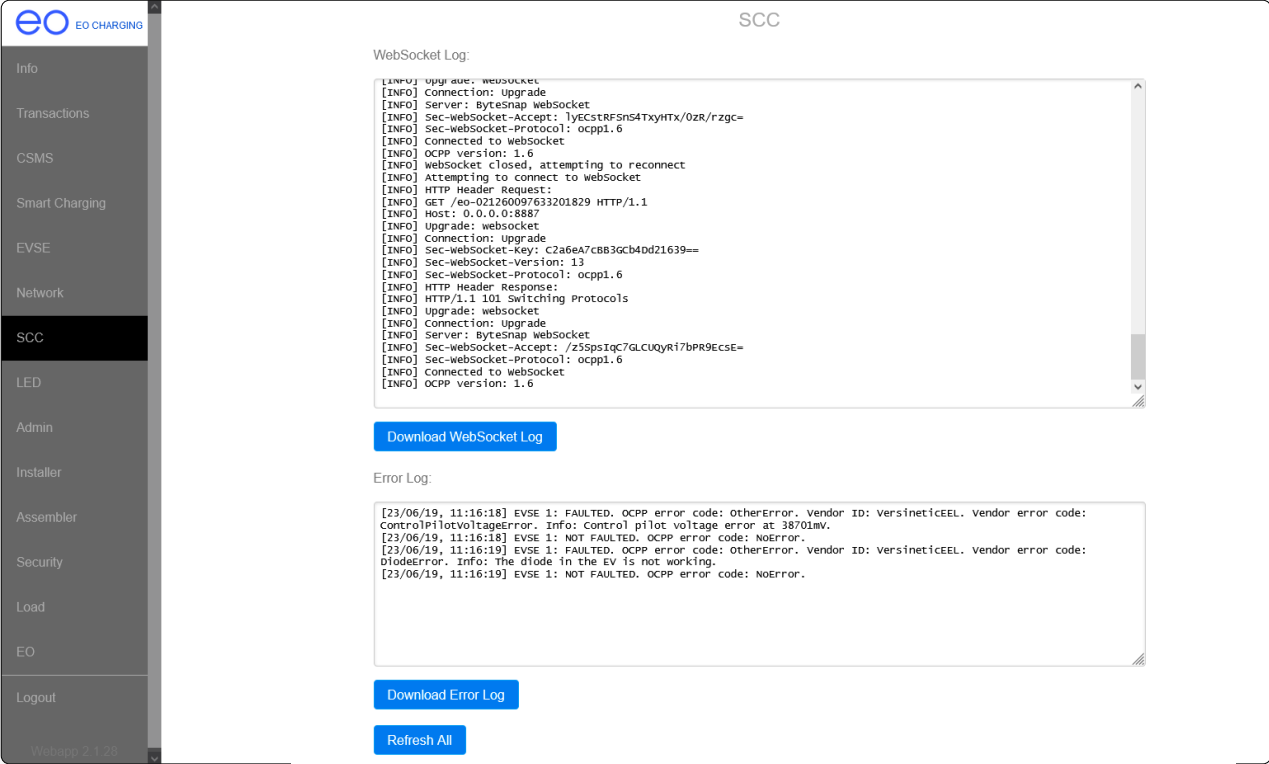 eo EO CHARGING
Info
Transactions
CSMS
Smart Charging
EVSE
Network
SCC
LED
Admin
Installer
Assembler
Security
Load
EO
Logout
Webapp 2.1.28
SCC
WebSocket Log:
[INFO] Upgrade: websocket
[INFO] Connection: Upgrade
[INFO] Server: ByteSnap WebSocket
[INFO] Sec-WebSocket-Accept: lyECstRFSnS4TxyHTx/OzR/rzgc=
[INFO] Sec-WebSocket-Protocol: ocpp1.6
[INFO] Connected to WebSocket
[INFO] OCPP version: 1.6
[INFO] WebSocket closed, attempting to reconnect
[INFO] Attempting to connect to WebSocket
[INFO] HTTP Header Request:
[INFO] GET /eo-021260097633201829 HTTP/1.1
[INFO] Host: 0.0.0.0:8887
[INFO] Upgrade: websocket
[INFO] Connection: Upgrade
[INFO] Sec-WebSocket-Key: C2a6eA7cBB3GCb4Dd21639==
[INFO] Sec-WebSocket-Version: 13
[INFO] Sec-WebSocket-Protocol: ocpp1.6
[INFO] HTTP Header Response:
[INFO] HTTP/1.1 101 Switching Protocols
[INFO] Upgrade: websocket
[INFO] Connection: Upgrade
[INFO] Server: ByteSnap WebSocket
[INFO] Sec-WebSocket-Accept: /z5SpsIqC7GLCUQyRi7bPR9EcsE=
[INFO] Sec-WebSocket-Protocol: ocpp1.6
[INFO] Connected to WebSocket
[INFO] OCPP version: 1.6
Download WebSocket Log
Error Log:
[23/06/19, 11:16:18] EVSE 1: FAULTED. OCPP error code: OtherError. Vendor ID: VersineticEEL. Vendor error code:
ControlPilotVoltageError. Info: Control pilot voltage error at 38701mV.
[23/06/19, 11:16:18] EVSE 1: NOT FAULTED. OCPP error code: NoError.
[23/06/19, 11:16:19] EVSE 1: FAULTED. OCPP error code: OtherError. Vendor ID: VersineticEEL. Vendor error code:
DiodeError. Info: The diode in the EV is not working.
[23/06/19, 11:16:19] EVSE 1: NOT FAULTED. OCPP error code: NoError.
Download Error Log
Refresh All